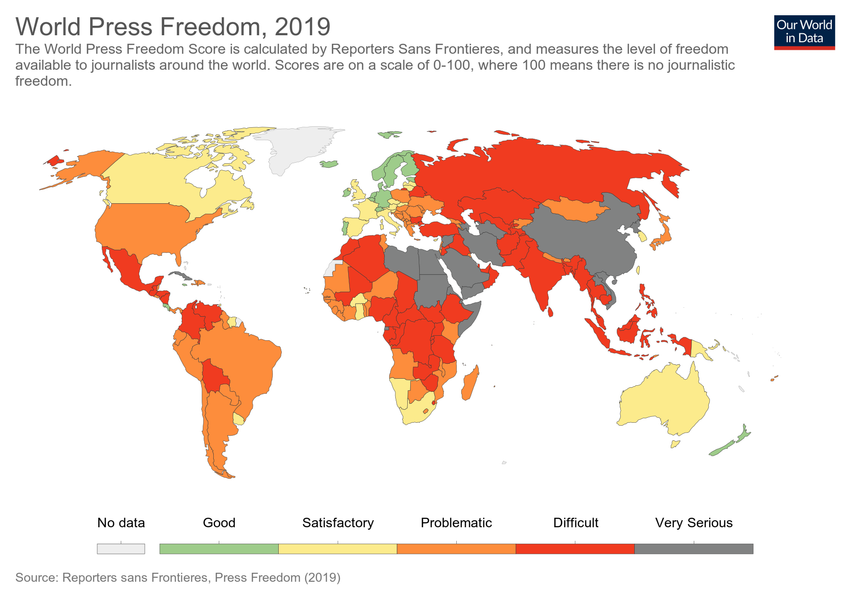 World Press Freedom, 2019
Our World
in Data
The World Press Freedom Score is calculated by Reporters Sans Frontieres, and measures the level of freedom
available to journalists around the world. Scores are on a scale of 0-100, where 100 means there is no journalistic
freedom.
No data Good Satisfactory Problematic Difficult Very Serious
Source: Reporters sans Frontieres, Press Freedom (2019)